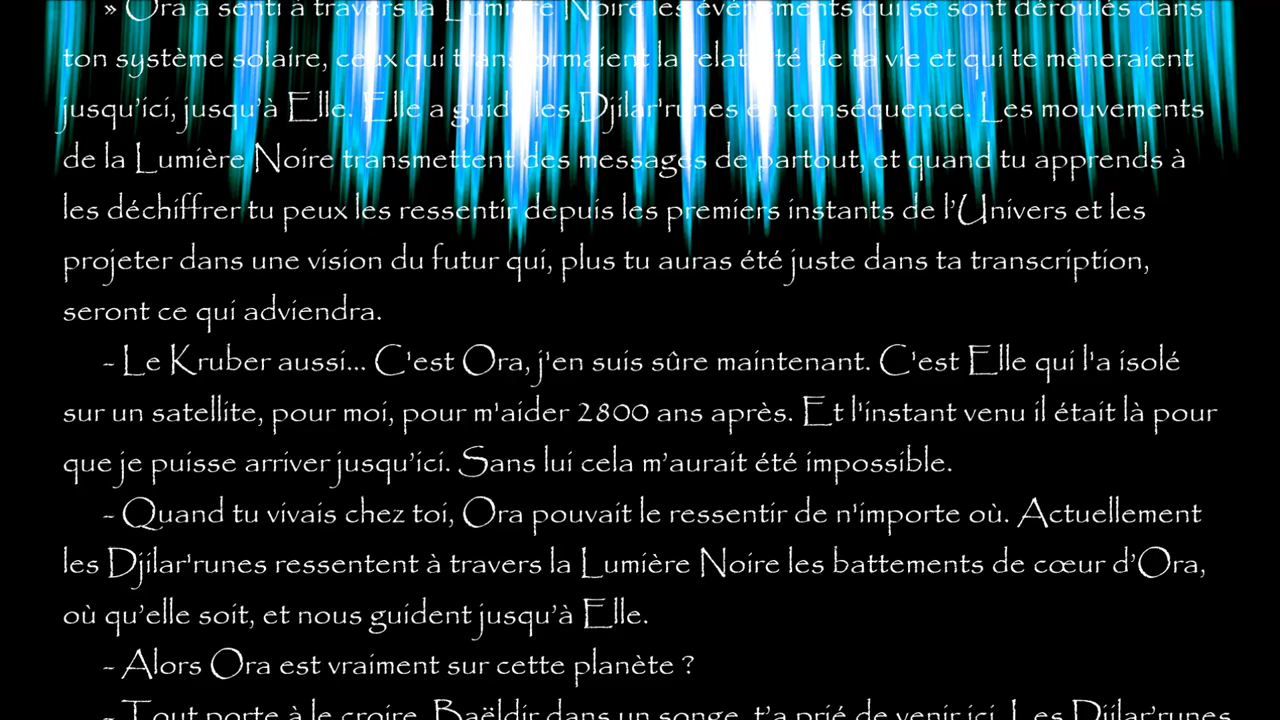 » Ora a senti à travers la Lumière Noire les évènements qui se sont déroulés dans
ton système solaire, ceux qui transformaient la relativité de ta vie et qui te mèneraient
jusqu’ici, jusqu’à Elle. Elle a guidé les Djilar'runes en conséquence. Les mouvements
de la Lumière Noire transmettent des messages de partout, et quand tu apprends à
les déchiffrer tu peux les ressentir depuis les premiers instants de l’Univers et les
projeter dans une vision du futur qui, plus tu auras été juste dans ta transcription,
seront ce qui adviendra.
- Le Kruber aussi... C'est Ora, j'en suis sûre maintenant. C'est Elle qui l'a isolé
sur un satellite, pour moi, pour m'aider 2800 ans après. Et l'instant venu il était là pour
que je puisse arriver jusqu’ici. Sans lui cela m’aurait été impossible.
- Quand tu vivais chez toi, Ora pouvait le ressentir de n'importe où. Actuellement
les Djilar'runes ressentent à travers la Lumière Noire les battements de cœur d’Ora,
où qu’elle soit, et nous guident jusqu’à Elle.
- Alors Ora est vraiment sur cette planète ?
- Tout porte à le croire. Baëldir dans un songe, t’a prié de venir ici. Les Djilar'runes